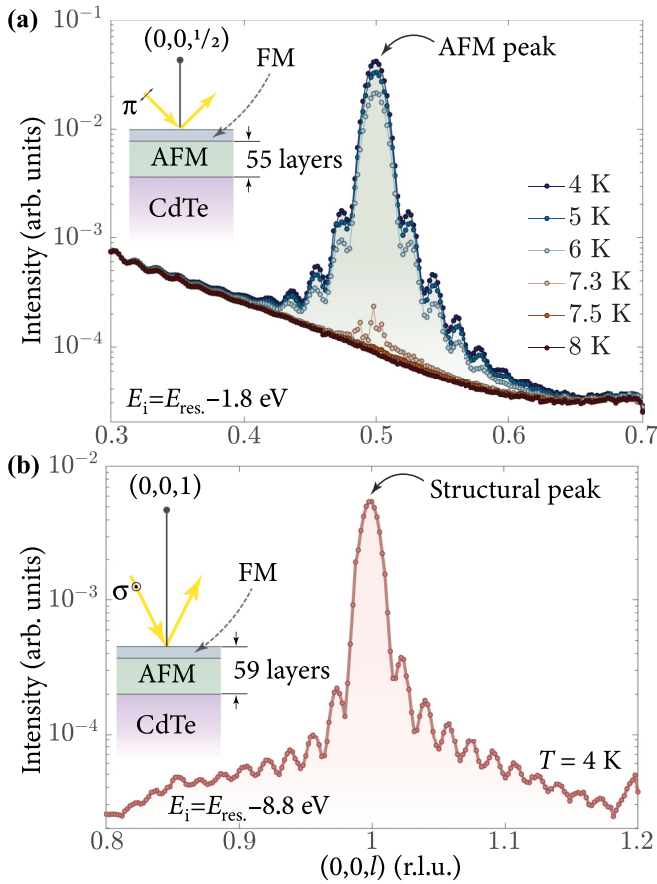 (a)
10⁻¹
10⁻²
10⁻³
10⁻⁴
Intensity (arb. units)
(0,0,½)
FM
π
AFM
55 layers
CdTe
AFM peak
4 K
5 K
6 K
7.3 K
7.5 K
8 K
Eᵢ=E_res.–1.8 eV
0.3 0.4 0.5 0.6 0.7
(b)
10⁻²
10⁻³
10⁻⁴
Intensity (arb. units)
(0,0,1)
FM
σ
AFM
59 layers
CdTe
Structural peak
T = 4 K
Eᵢ=E_res.–8.8 eV
0.8 0.9 1 1.1 1.2
(0,0,l) (r.l.u.)